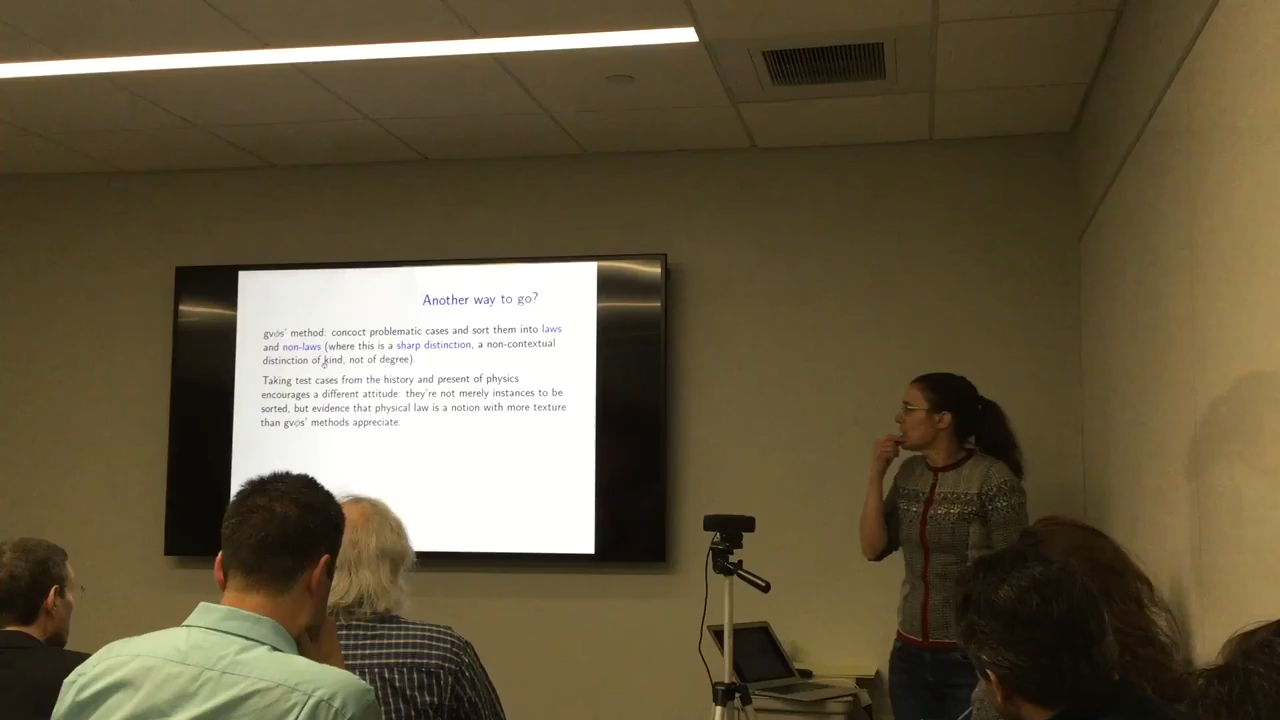 Another way to go?
gvϕs' method: concoct problematic cases and sort them into laws
and non-laws (where this is a sharp distinction, a non-contextual
distinction of kind, not of degree).
Taking test cases from the history and present of physics
encourages a different attitude: they're not merely instances to be
sorted, but evidence that physical law is a notion with more texture
than gvϕs' methods appreciate.